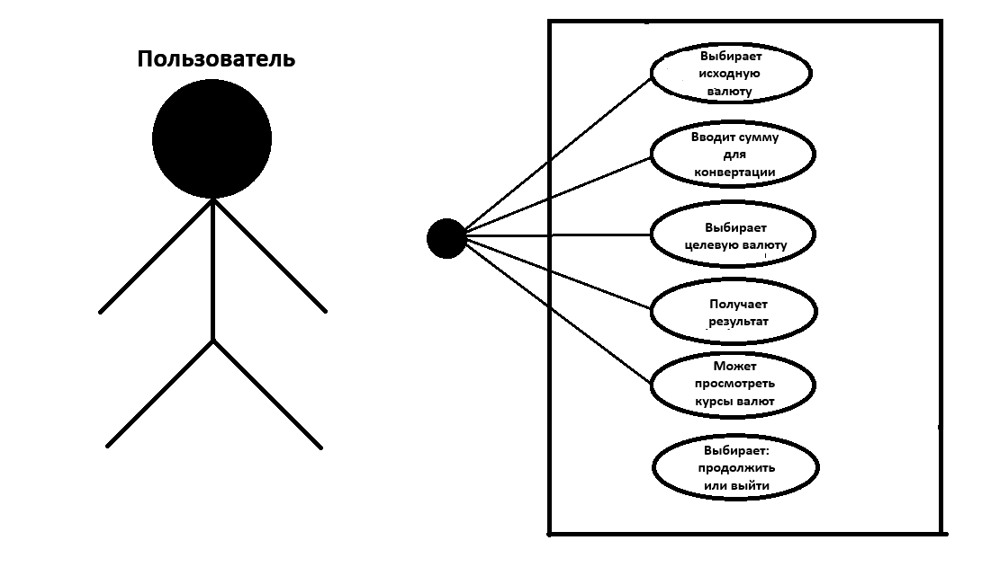 Пользователь
Выбирает
исходную
валюту
Вводит сумму
для
конвертации
Выбирает
целевую валюту
Получает
результат
Может
просмотреть
курсы валют
Выбирает:
продолжить
или выйти